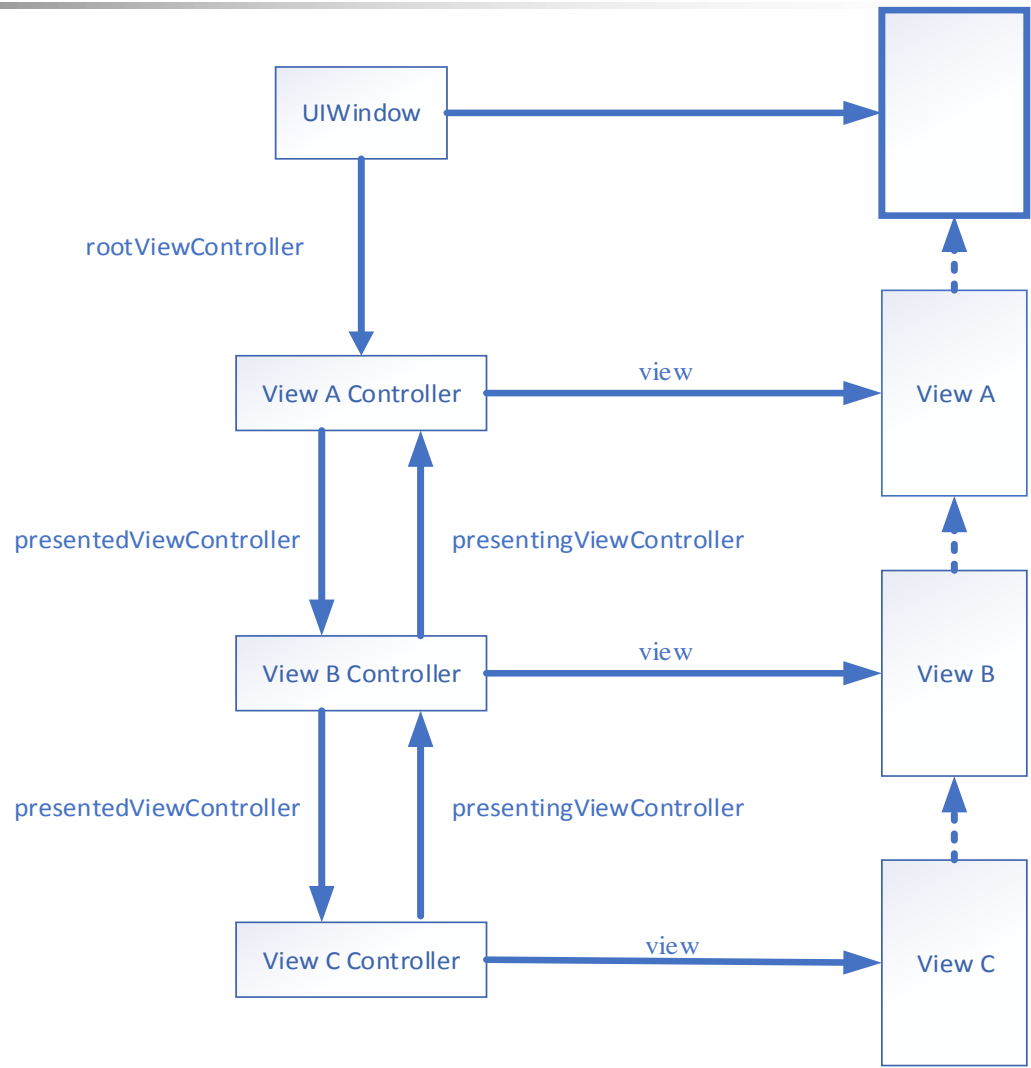 UIWindow
rootViewController
View A Controller
view
View A
presentedViewController
presentingViewController
View B Controller
view
View B
presentedViewController
presentingViewController
View C Controller
view
View C